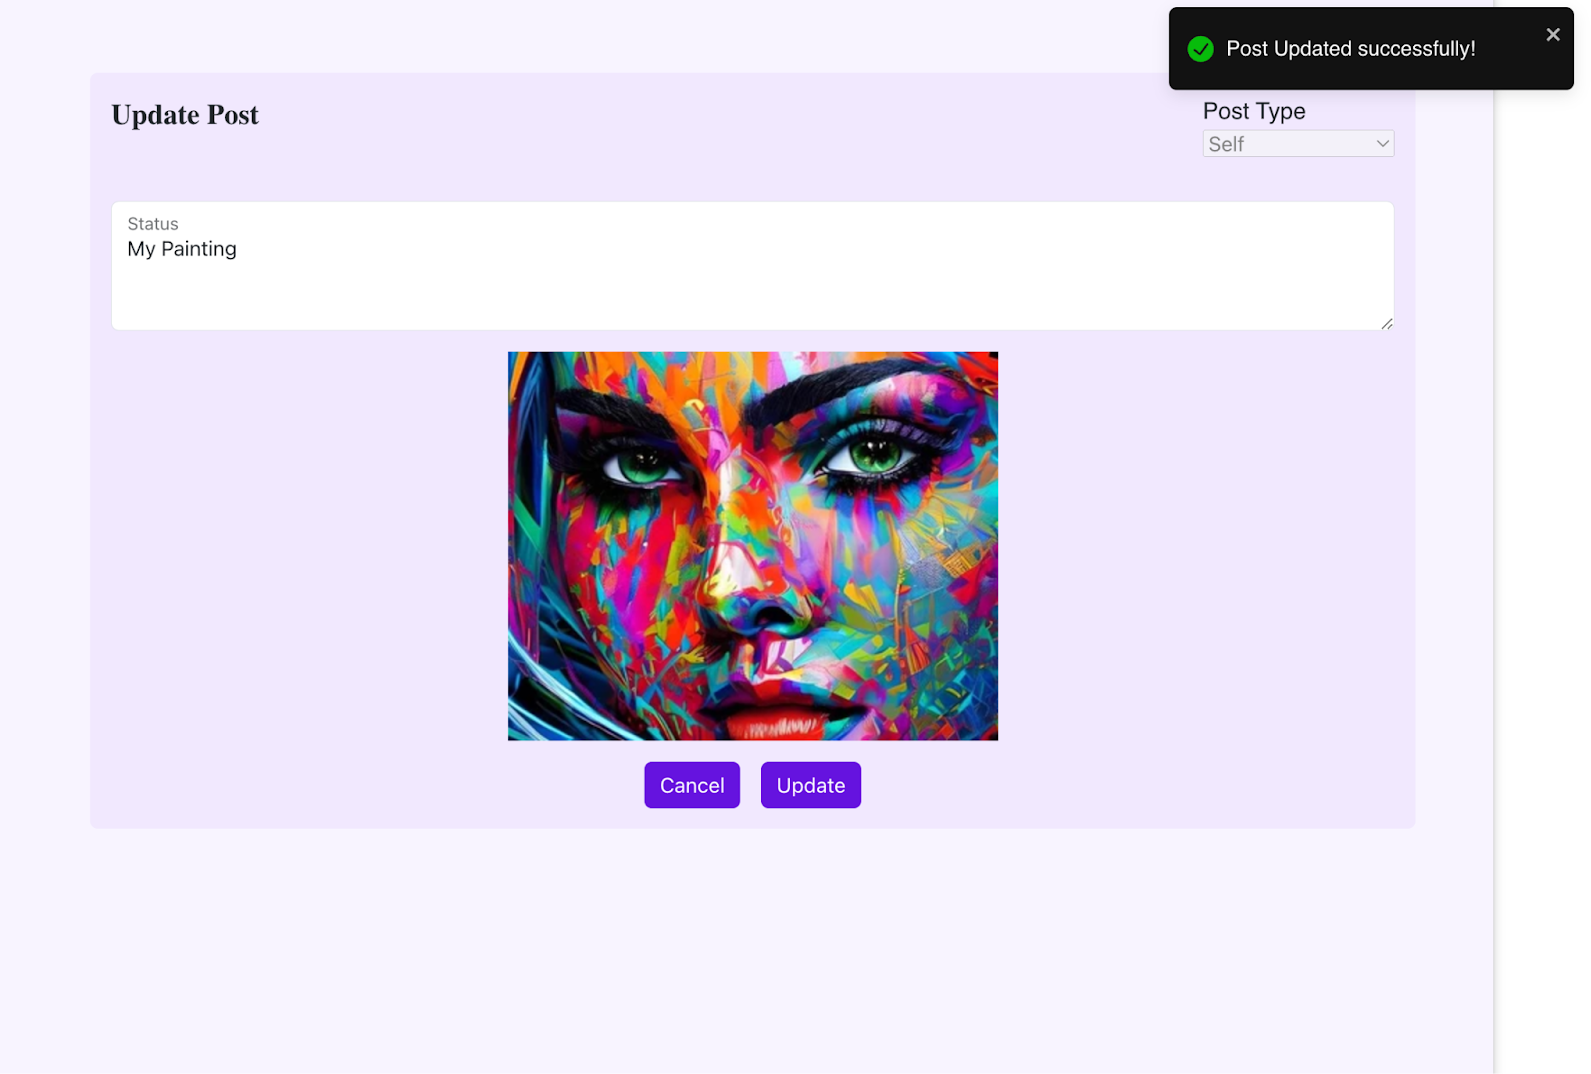 Post Updated successfully!
Update Post
Post Type
Self
Status
My Painting
Cancel
Update